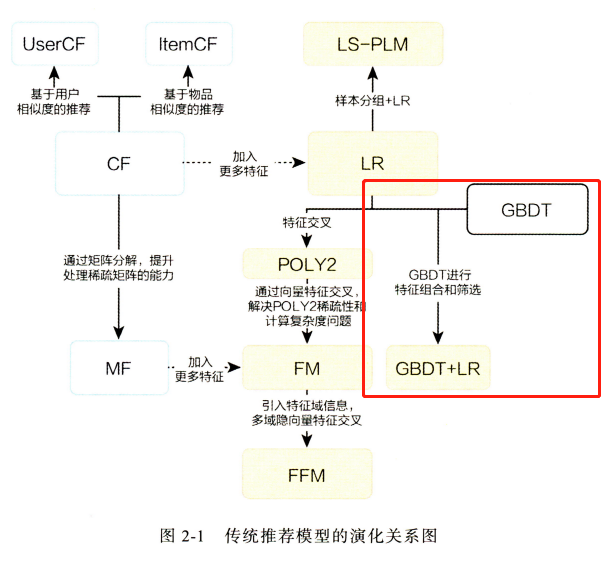 UserCF
ItemCF
LS-PLM
基于用户
相似度的推荐
基于物品
相似度的推荐
样本分组+LR
CF
加入
更多特征
LR
GBDT
特征交叉
POLY2
通过矩阵分解，提升
处理稀疏矩阵的能力
GBDT进行
特征组合和筛选
通过向量特征交叉，
解决POLY2稀疏性和
计算复杂度问题
MF
加入
更多特征
FM
GBDT+LR
引入特征域信息，
多域隐向量特征交叉
FFM
图 2-1 传统推荐模型的演化关系图